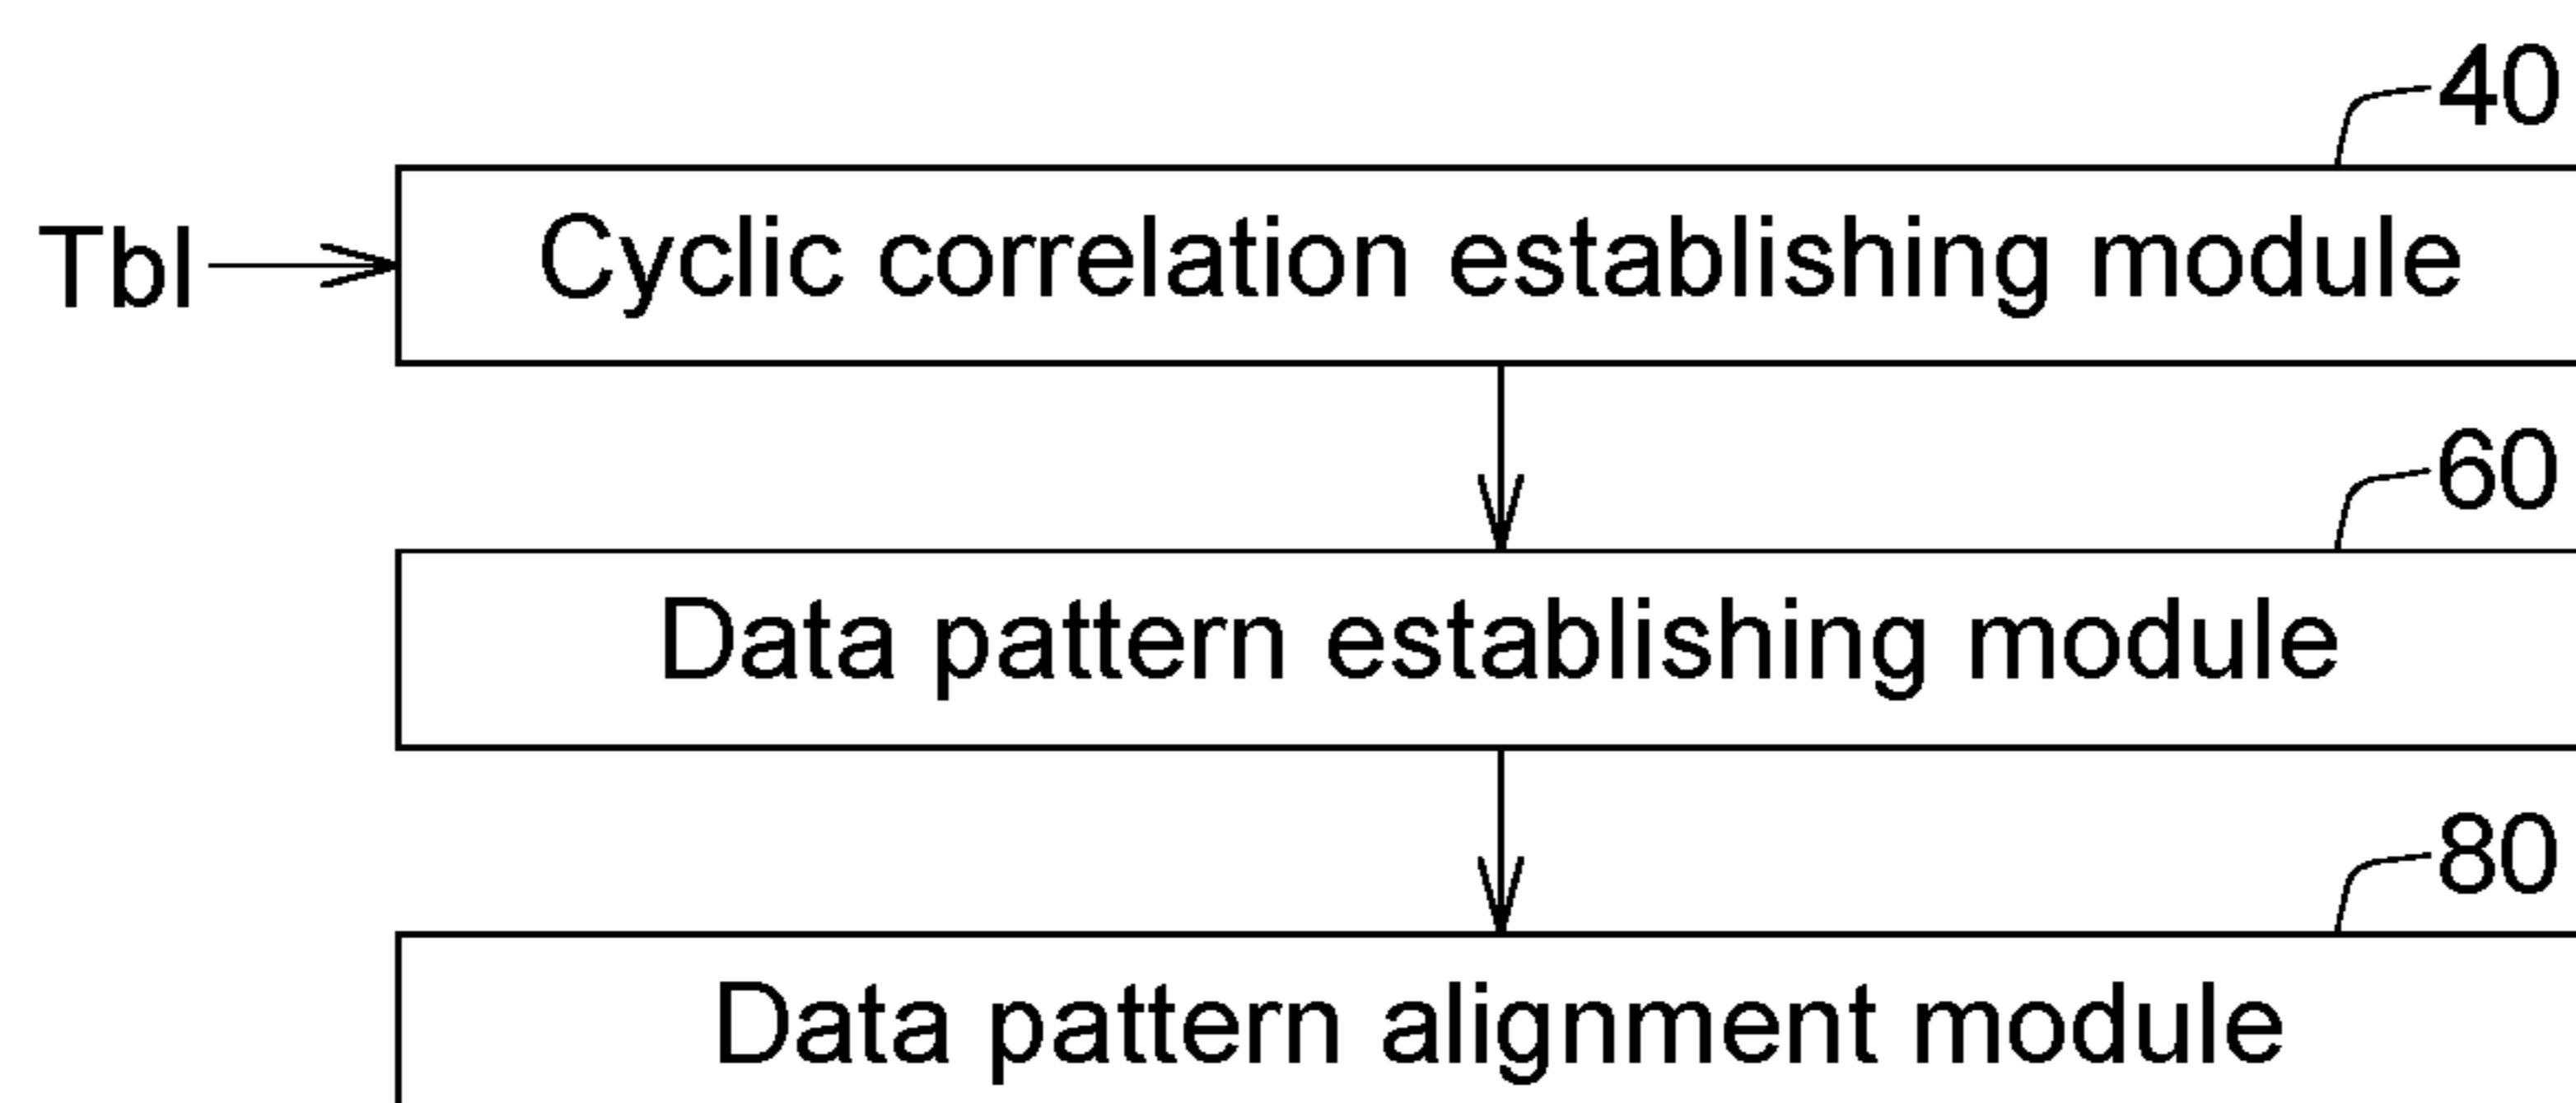 40
Tbl
Cyclic correlation establishing module
60
Data pattern establishing module
80
Data pattern alignment module